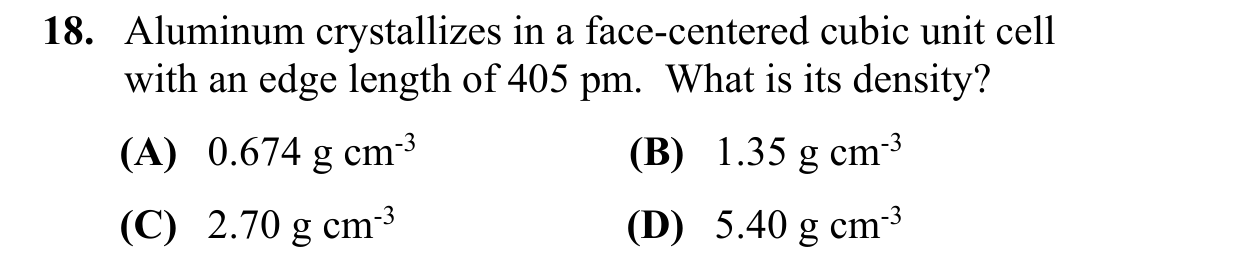 18. Aluminum crystallizes in a face-centered cubic unit cell
with an edge length of 405 pm. What is its density?
(A) 0.674 g cm⁻³ (B) 1.35 g cm⁻³
(C) 2.70 g cm⁻³ (D) 5.40 g cm⁻³